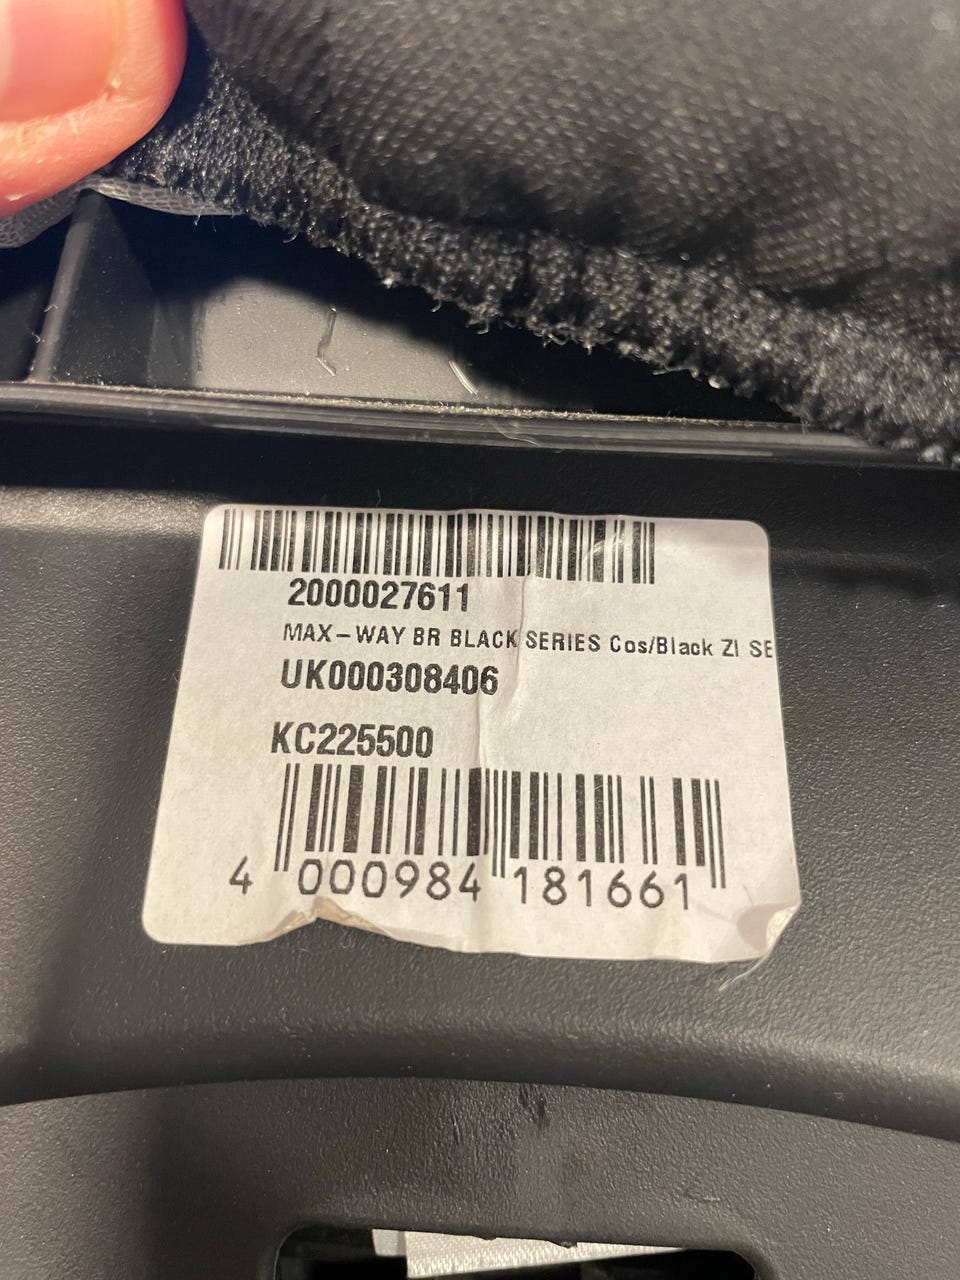 2000027611
MAX-WAY BR BLACK SERIES Cos/Black ZI SE
UK000308406
KC225500
4 000984 181661